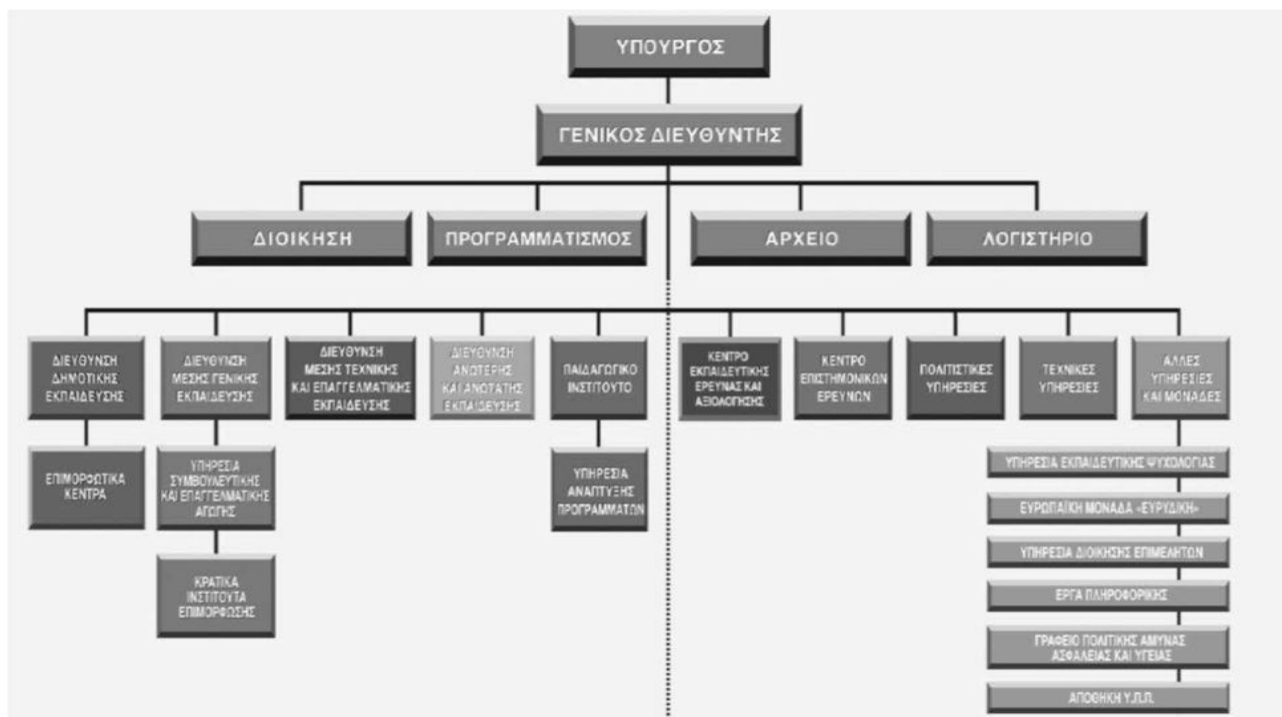 ΥΠΟΥΡΓΟΣ
ΓΕΝΙΚΟΣ ΔΙΕΥΘΥΝΤΗΣ
ΔΙΟΙΚΗΣΗ
ΠΡΟΓΡΑΜΜΑΤΙΣΜΟΣ
ΑΡΧΕΙΟ
ΛΟΓΙΣΤΗΡΙΟ
ΔΙΕΥΘΥΝΣΗ
ΔΗΜΟΤΙΚΗΣ
ΕΚΠΑΙΔΕΥΣΗΣ
ΔΙΕΥΘΥΝΣΗ
ΜΕΣΗΣ ΓΕΝΙΚΗΣ
ΕΚΠΑΙΔΕΥΣΗΣ
ΔΙΕΥΘΥΝΣΗ
ΜΕΣΗΣ ΤΕΧΝΙΚΗΣ
ΚΑΙ ΕΠΑΓΓΕΛΜΑΤΙΚΗΣ
ΕΚΠΑΙΔΕΥΣΗΣ
ΔΙΕΥΘΥΝΣΗ
ΑΝΩΤΕΡΗΣ
ΚΑΙ ΑΝΩΤΑΤΗΣ
ΕΚΠΑΙΔΕΥΣΗΣ
ΠΑΙΔΑΓΩΓΙΚΟ
ΙΝΣΤΙΤΟΥΤΟ
ΚΕΝΤΡΟ
ΕΚΠΑΙΔΕΥΤΙΚΗΣ
ΕΡΕΥΝΑΣ ΚΑΙ
ΑΞΙΟΛΟΓΗΣΗΣ
ΚΕΝΤΡΟ
ΕΠΙΣΤΗΜΟΝΙΚΩΝ
ΕΡΕΥΝΩΝ
ΠΟΛΙΤΙΣΤΙΚΕΣ
ΥΠΗΡΕΣΙΕΣ
ΤΕΧΝΙΚΕΣ
ΥΠΗΡΕΣΙΕΣ
ΑΛΛΕΣ
ΥΠΗΡΕΣΙΕΣ
ΚΑΙ ΜΟΝΑΔΕΣ
ΕΠΙΜΟΡΦΩΤΙΚΑ
ΚΕΝΤΡΑ
ΥΠΗΡΕΣΙΑ
ΣΥΜΒΟΥΛΕΥΤΙΚΗΣ
ΚΑΙ ΕΠΑΓΓΕΛΜΑΤΙΚΗΣ
ΑΓΩΓΗΣ
ΥΠΗΡΕΣΙΑ
ΑΝΑΠΤΥΞΗΣ
ΠΡΟΓΡΑΜΜΑΤΩΝ
ΚΡΑΤΙΚΑ
ΙΝΣΤΙΤΟΥΤΑ
ΕΠΙΜΟΡΦΩΣΗΣ
ΥΠΗΡΕΣΙΑ ΕΚΠΑΙΔΕΥΤΙΚΗΣ ΨΥΧΟΛΟΓΙΑΣ
ΕΥΡΩΠΑΪΚΗ ΜΟΝΑΔΑ «ΕΥΡΥΔΙΚΗ»
ΥΠΗΡΕΣΙΑ ΔΙΟΙΚΗΣΗΣ ΕΠΙΜΕΛΗΤΩΝ
ΕΡΓΑ ΠΛΗΡΟΦΟΡΙΚΗΣ
ΓΡΑΦΕΙΟ ΠΟΛΙΤΙΚΗΣ ΑΜΥΝΑΣ
ΑΣΦΑΛΕΙΑΣ ΚΑΙ ΥΓΕΙΑΣ
ΑΠΟΘΗΚΗ Υ.Π.Π.